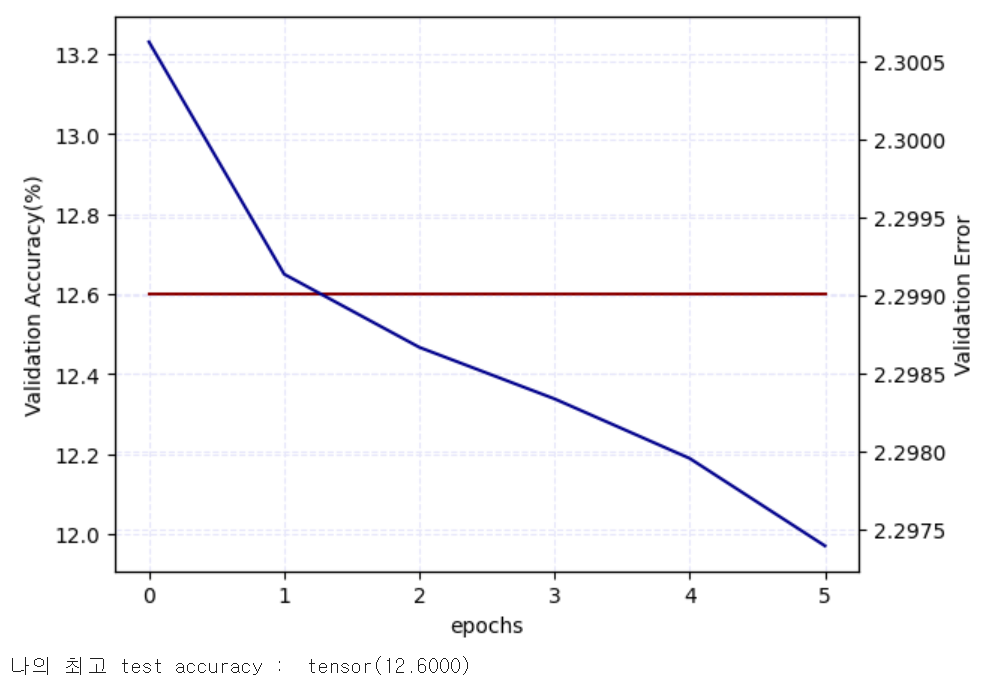 13.2
13.0
12.8
12.6
12.4
12.2
12.0
Validation Accuracy(%)
2.3005
2.3000
2.2995
2.2990
2.2985
2.2980
2.2975
Validation Error
0 1 2 3 4 5
epochs
나의 최고 test accuracy : tensor(12.6000)